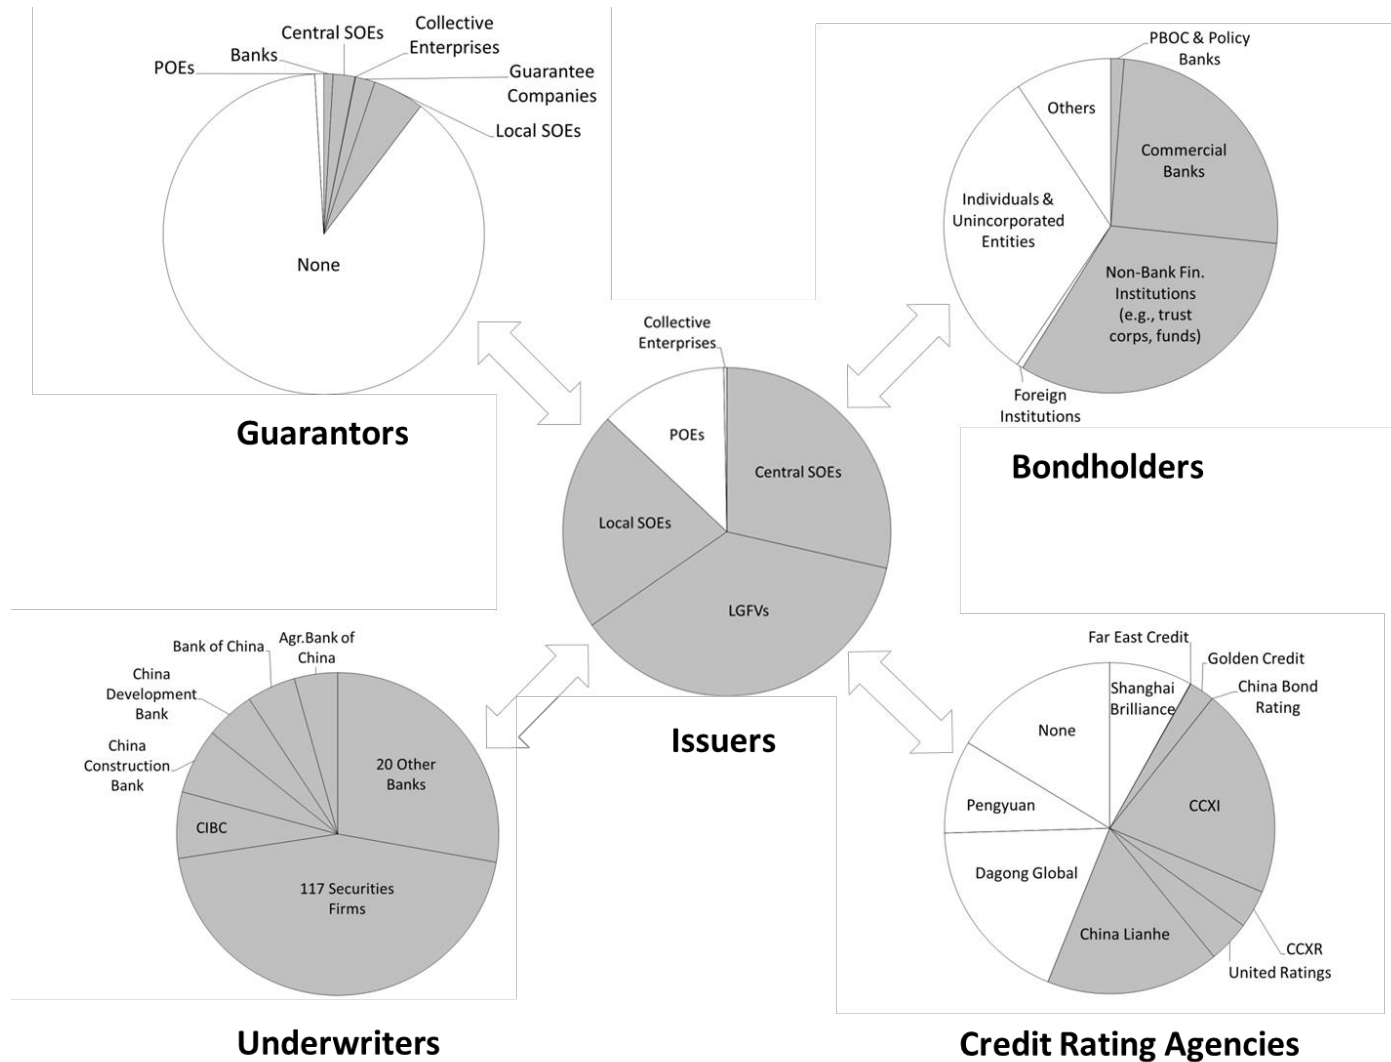 Central SOEs
Collective
Enterprises
Banks
POEs
Guarantee
Companies
Local SOEs
None
Guarantors
PBOC & Policy
Banks
Others
Commercial
Banks
Individuals &
Unincorporated
Entities
Non-Bank Fin.
Institutions
(e.g., trust
corps, funds)
Foreign
Institutions
Bondholders
Collective
Enterprises
POEs
Central SOEs
Local SOEs
LGFVs
Issuers
Agr.Bank of
China
Bank of China
China
Development
Bank
China
Construction
Bank
CIBC
20 Other
Banks
117 Securities
Firms
Underwriters
Far East Credit
Golden Credit
China Bond
Rating
Shanghai
Brilliance
None
CCXI
Pengyuan
Dagong Global
China Lianhe
CCXR
United Ratings
Credit Rating Agencies